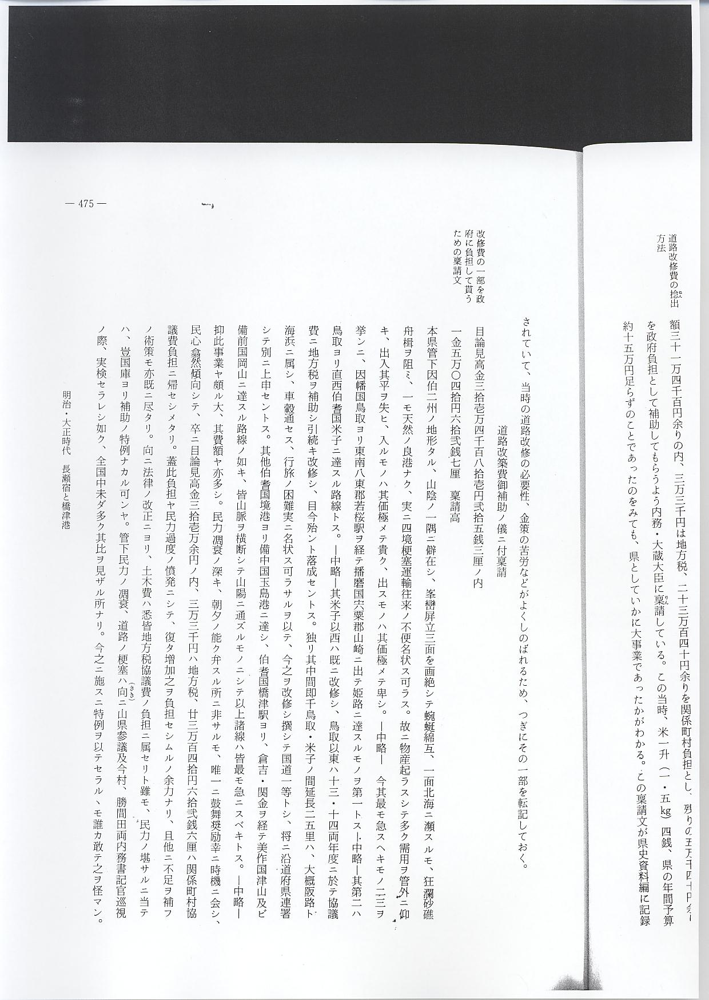 道路改修費の捻出
ねん
方法
額三十一万四千百円余りの内、三万三千円は地方税、二十三万百四十円余りを関係町村負担とし、残りの五万千四十円余り
を政府負担として補助してもらうよう内務・大蔵大臣に稟請している。この当時、米一升（一・五㎏）四銭、県の年間予算
りん
約十五万円足らずのことであったのをみても、県としていかに大事業であったかがわかる。この稟請文が県史資料編に記録
されていて、当時の道路改修の必要性、金策の苦労などがよくしのばれるため、つぎにその一部を転記しておく。
道路改築費御補助ノ儀ニ付稟請
改修費の一部を政
府に負担して貰う
ための稟請文
目論見高金三拾壱万四千百八拾壱円弐拾五銭三厘ノ内
一金五万〇四拾円六拾弐銭七厘　稟請高
本県管下因伯二州ノ地形タル、山陰ノ一隅ニ僻在シ、峯巒屏立三面を画絶シテ蜿蜒綿互、一面北海ニ瀕スルモ、狂瀾砂礁
舟楫ヲ阻ミ、一モ天然ノ良港ナク、実ニ四境梗塞運輸往来ノ不便名状ス可ラス。故ニ物産起ラスシテ多ク需用ヲ管外ニ仰
キ、出入其平ヲ失ヒ、入ルモノハ其価極メテ貴ク、出スモノハ其価極メテ卑シ。―中略― 今其最モ急スヘキモノ二三ヲ
挙ンニ、因幡国鳥取ヨリ東南八東郡若桜駅ヲ経テ播磨国宍粟郡山崎ニ出テ姫路ニ達スルモノヲ第一トス―中略―其第二ハ
鳥取ヨリ直西伯耆国米子ニ達スル路線トス。―中略―其米子以西ハ既ニ改修シ、鳥取以東ハ十三・十四両年度ニ於テ協議
費ニ地方税ヲ補助シ引続キ改修シ、目今殆ント落成セントス。独リ其中間即千鳥取・米子ノ間延長二五里ハ、大概阪路ト
海浜ニ属シ、車轂通セス、行旅ノ困難実ニ名状ス可ラサルヲ以テ、今之ヲ改修シ撰シテ国道一等トシ、将ニ沿道府県連署
シテ別ニ上申セントス。其他伯耆国境港ヨリ備中国玉島港ニ達シ、伯耆国橋津駅ヨリ、倉吉・関金ヲ経テ美作国津山及ビ
備前国岡山ニ達スル路線ノ如キ、皆山脈ヲ横断シテ山陽ニ通ズルモノニシテ以上諸線ハ皆最モ急ニスベキトス。―中略―
抑此事業ヤ頗ル大、其費額ヤ亦多シ。民力凋衰ノ深キ、朝夕ノ能ク弁スル所ニ非サルモ、唯一ニ鼓舞奨励幸ニ時機ニ会シ、
民心翕然傾向シテ、卒ニ目論見高金三拾壱万余円ノ内、三万三千円ハ地方税、廿三万百四拾円六拾弐銭六厘ハ関係町村協
議費負担ニ帰セシメタリ。蓋此負担ヤ民力過度ノ憤発ニシテ、復タ増加之ヲ負担セシムルノ余力ナリ、且他ニ不足ヲ補フ
ノ術策モ亦既ニ尽タリ。向ニ法律ノ改正ニヨリ、土木費ハ悉皆地方税協議費ノ負担ニ属セリト雖モ、民力ノ堪サルニ当テ
ハ、豈国庫ヨリ補助ノ特例ナカル可ンヤ。管下民力ノ凋衰、道路ノ梗塞ハ向ニ山県参議及今村、勝間田両内務書記官巡視
（さき）
ノ際、実検セラレシ如ク、全国中未ダ多ク其比ヲ見ザル所ナリ。今之ニ施スニ特例ヲ以テセラルヽモ誰カ敢テ之ヲ怪マン。
明治・大正時代　長瀬宿と橋津港
― 475 ―